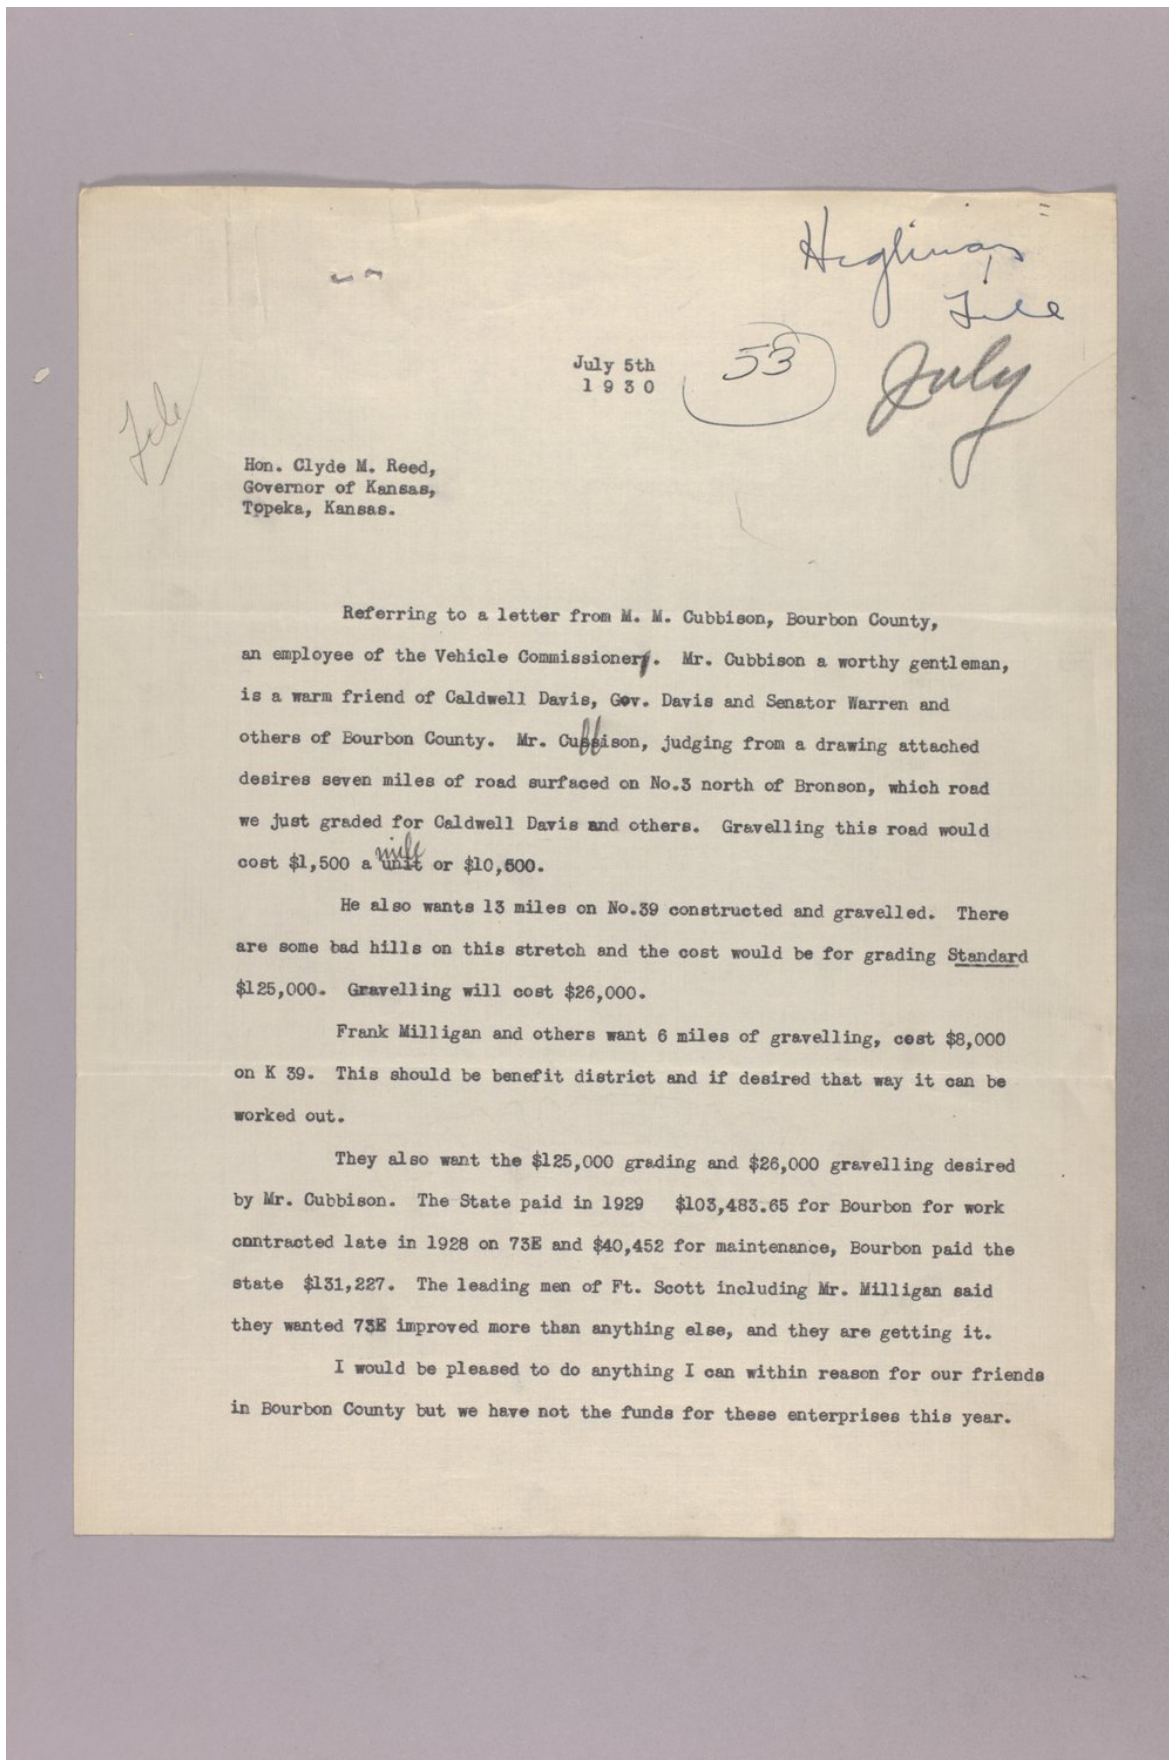 Highway
File
July 5th
1930
53
July
File
Hon. Clyde M. Reed,
Governor of Kansas,
Topeka, Kansas.
Referring to a letter from M. M. Cubbison, Bourbon County,
an employee of the Vehicle Commissioner. Mr. Cubbison a worthy gentleman,
is a warm friend of Caldwell Davis, Gov. Davis and Senator Warren and
others of Bourbon County. Mr. Cubbison, judging from a drawing attached
desires seven miles of road surfaced on No.3 north of Bronson, which road
we just graded for Caldwell Davis and others. Gravelling this road would
mile
cost $1,500 a unit or $10,500.
He also wants 13 miles on No.39 constructed and gravelled. There
are some bad hills on this stretch and the cost would be for grading Standard
$125,000. Gravelling will cost $26,000.
Frank Milligan and others want 6 miles of gravelling, cost $8,000
on K 39. This should be benefit district and if desired that way it can be
worked out.
They also want the $125,000 grading and $26,000 gravelling desired
by Mr. Cubbison. The State paid in 1929 $103,483.65 for Bourbon for work
cnntracted late in 1928 on 73E and $40,452 for maintenance, Bourbon paid the
state $131,227. The leading men of Ft. Scott including Mr. Milligan said
they wanted 73E improved more than anything else, and they are getting it.
I would be pleased to do anything I can within reason for our friends
in Bourbon County but we have not the funds for these enterprises this year.